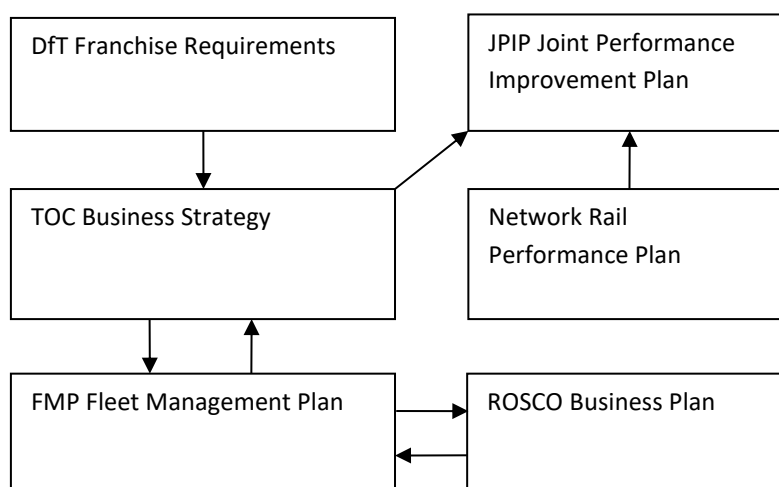 DfT Franchise Requirements
JPIP Joint Performance
Improvement Plan
TOC Business Strategy
Network Rail
Performance Plan
FMP Fleet Management Plan
ROSCO Business Plan